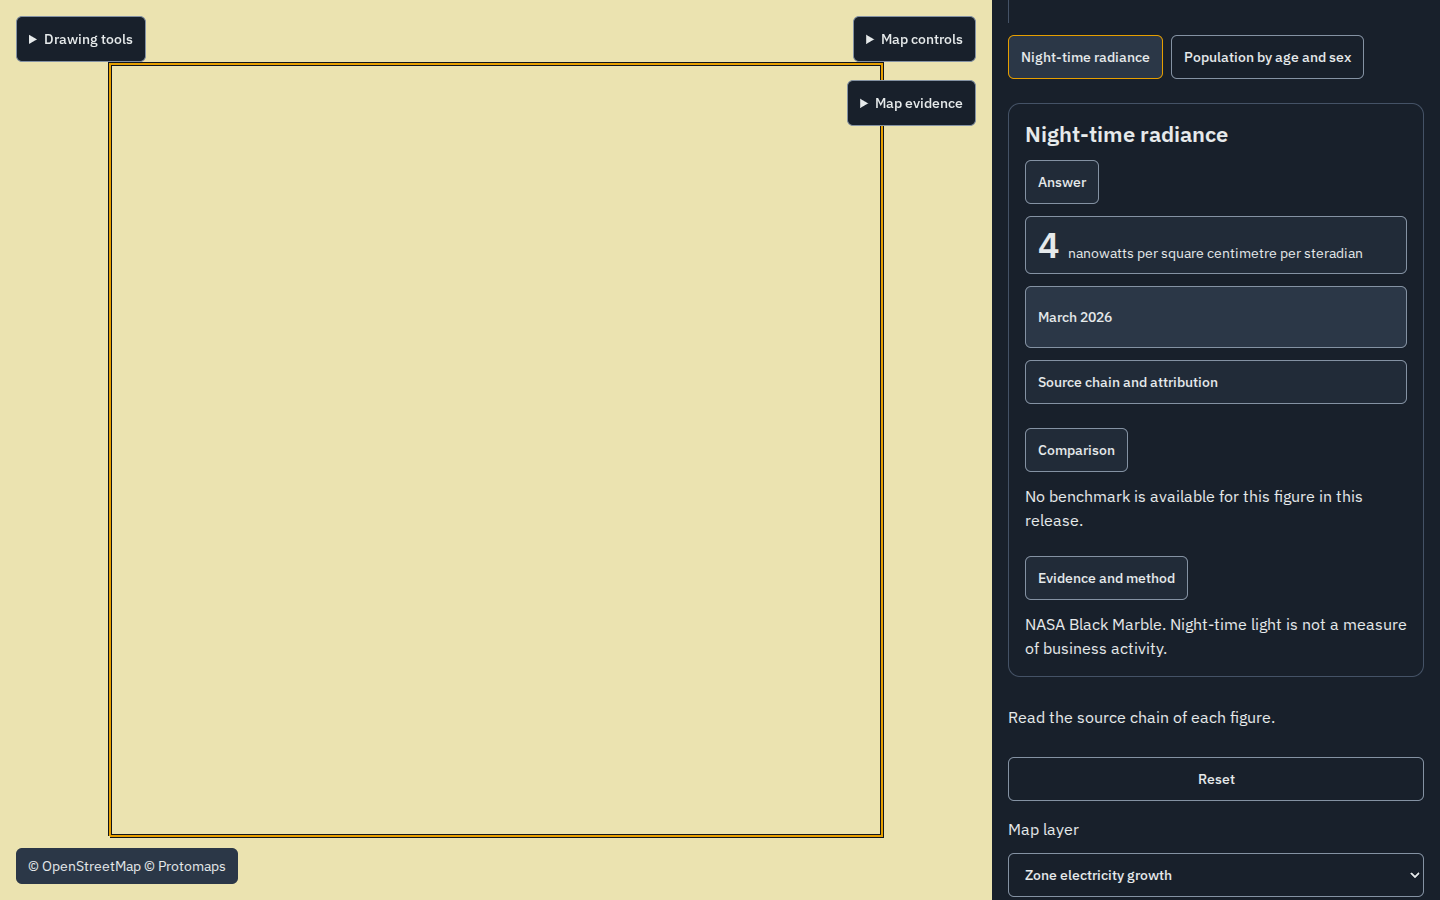 Drawing tools
Map controls
Map evidence
© OpenStreetMap © Protomaps
Night-time radiance
Population by age and sex
Night-time radiance
Answer
4 nanowatts per square centimetre per steradian
March 2026
Source chain and attribution
Comparison
No benchmark is available for this figure in this
release.
Evidence and method
NASA Black Marble. Night-time light is not a measure
of business activity.
Read the source chain of each figure.
Reset
Map layer
Zone electricity growth